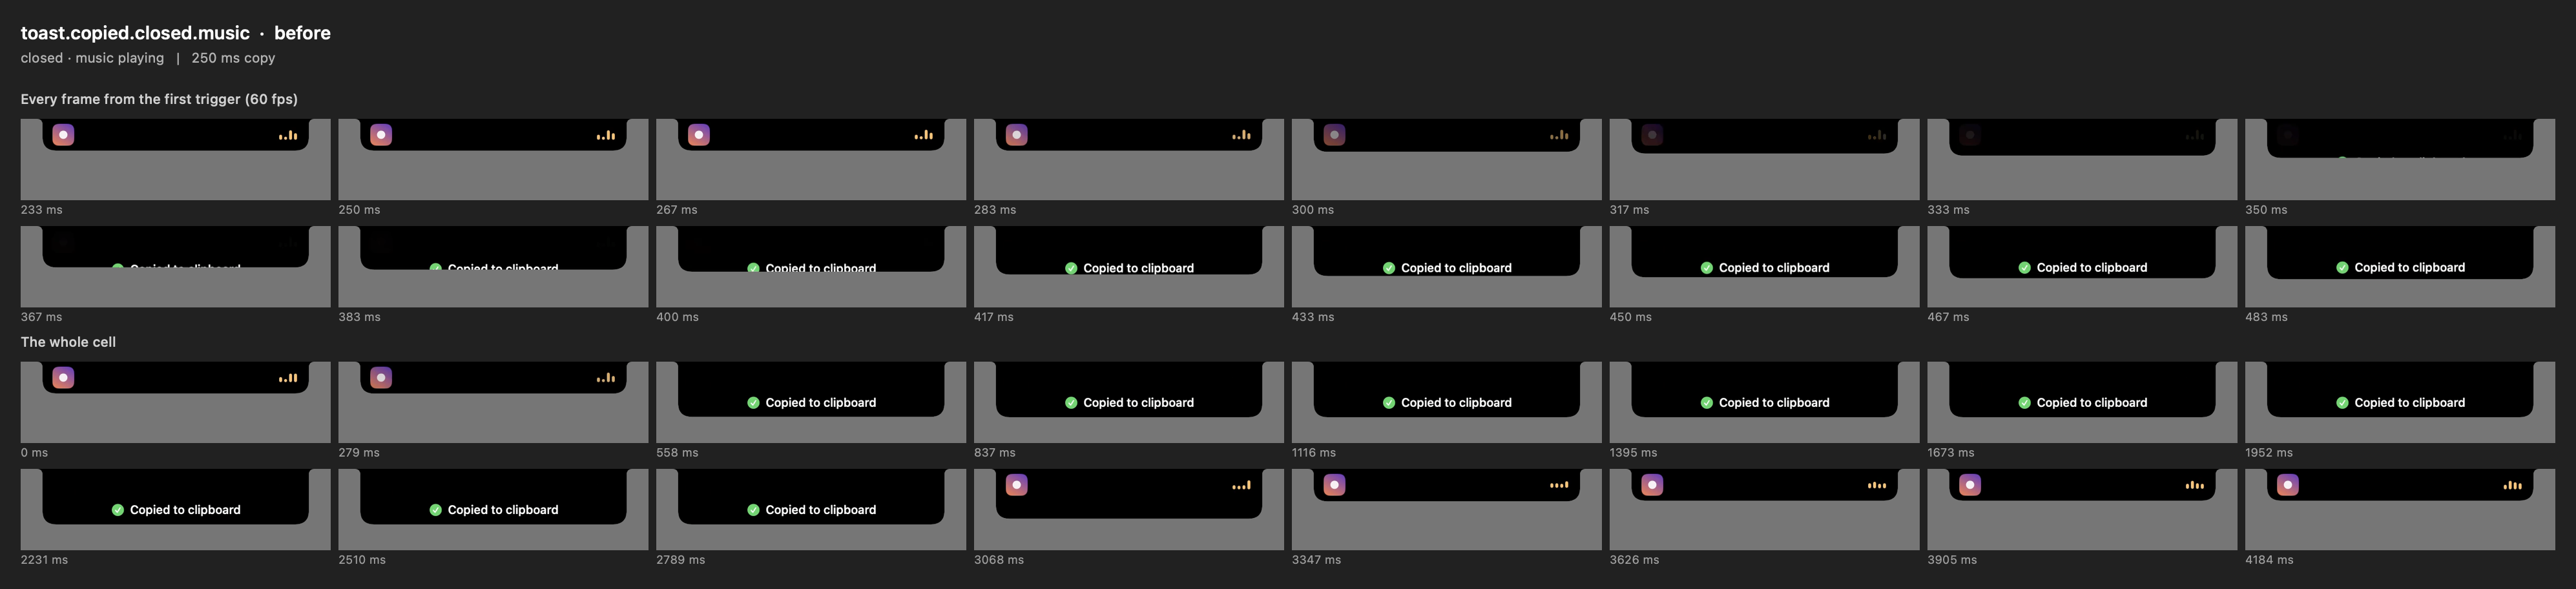 toast.copied.closed.music · before
closed · music playing | 250 ms copy
Every frame from the first trigger (60 fps)
233 ms 250 ms 267 ms 283 ms 300 ms 317 ms 333 ms 350 ms
Copied to clipboard Copied to clipboard Copied to clipboard Copied to clipboard Copied to clipboard Copied to clipboard Copied to clipboard Copied to clipboard
367 ms 383 ms 400 ms 417 ms 433 ms 450 ms 467 ms 483 ms
The whole cell
Copied to clipboard Copied to clipboard Copied to clipboard Copied to clipboard Copied to clipboard Copied to clipboard
0 ms 279 ms 558 ms 837 ms 1116 ms 1395 ms 1673 ms 1952 ms
Copied to clipboard Copied to clipboard Copied to clipboard
2231 ms 2510 ms 2789 ms 3068 ms 3347 ms 3626 ms 3905 ms 4184 ms